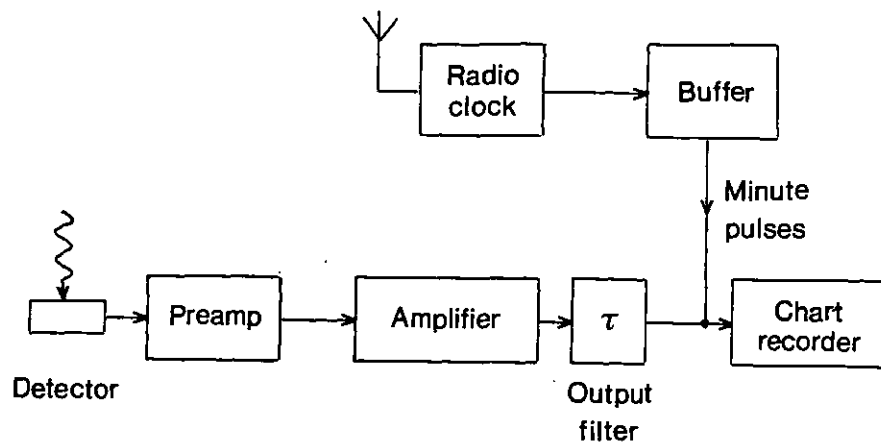 Radio
clock
Buffer
Minute
pulses
Preamp
Amplifier
τ
Chart
recorder
Detector
Output
filter